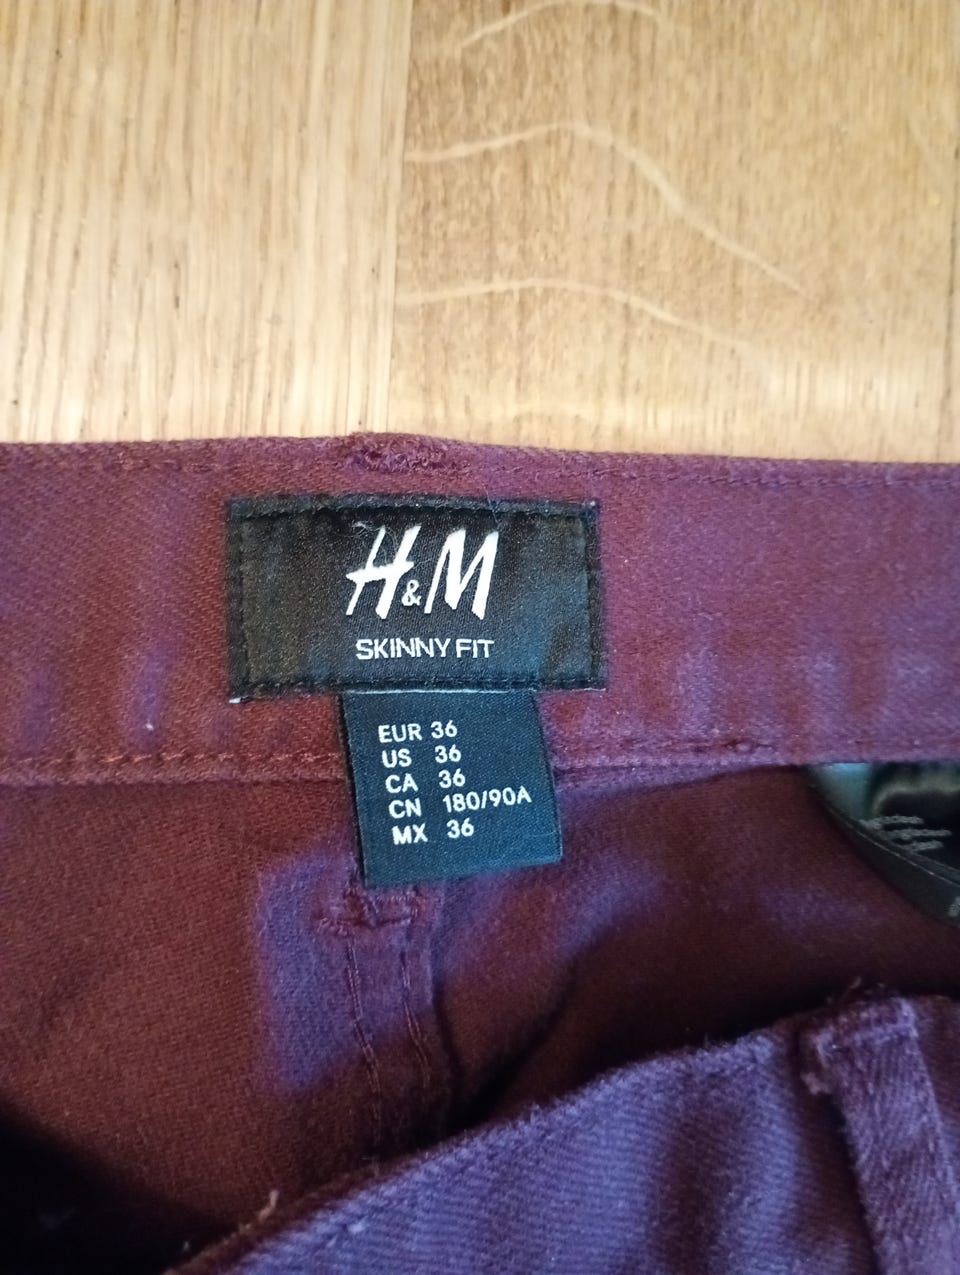 H&M
SKINNY FIT
EUR 36
US 36
CA 36
CN 180/90A
MX 36